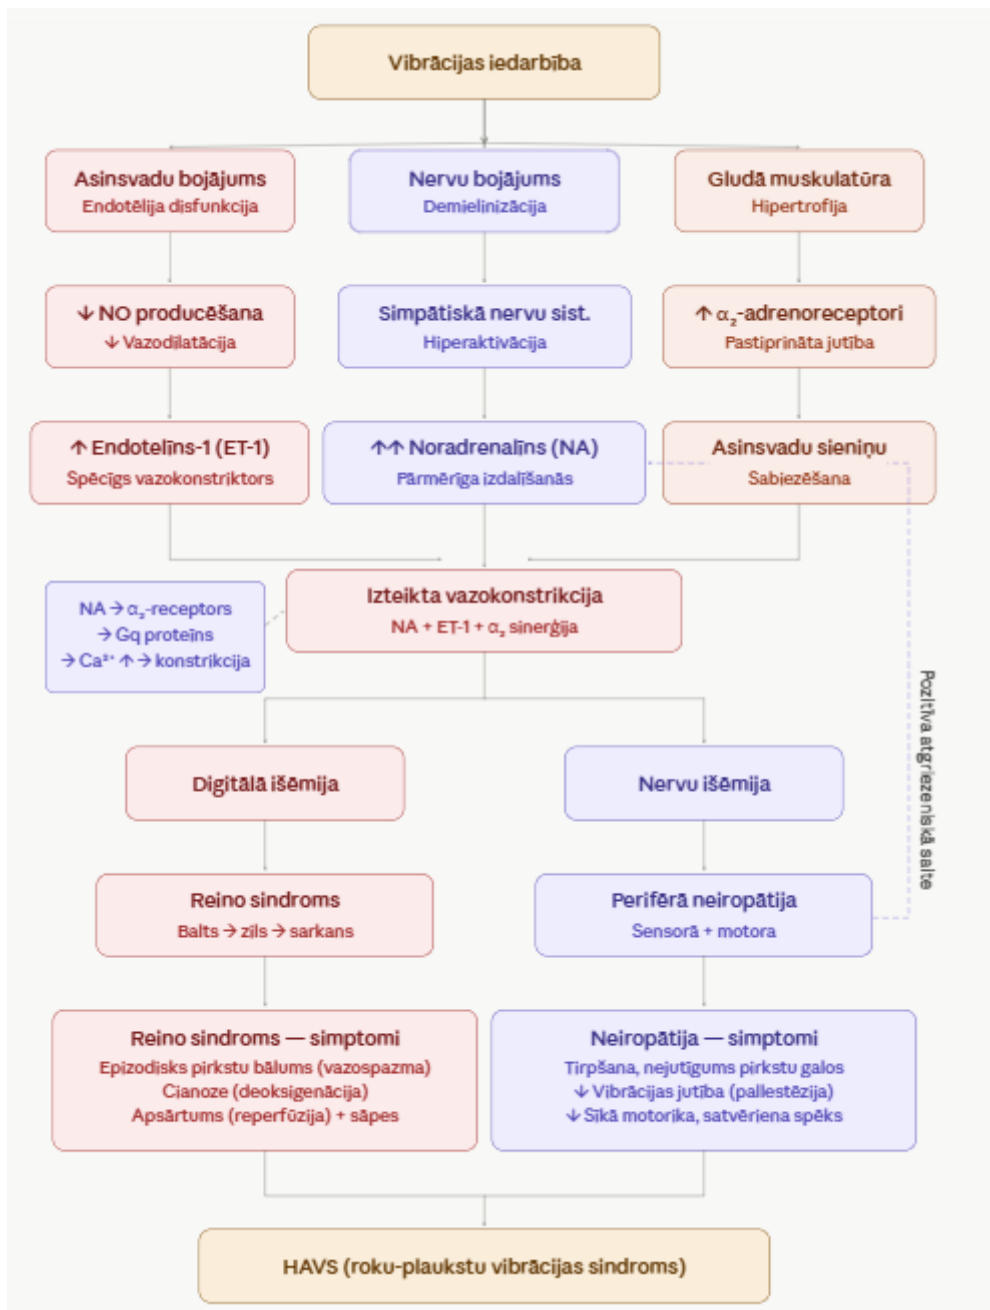 Vibrācijas iedarbība
Asinsvadu bojājums
Endotēlija disfunkcija
Nervu bojājums
Demielinizācija
Gludā muskulatūra
Hipertrofija
↓ NO producēšana
↓ Vazodilatācija
Simpātiskā nervu sist.
Hiperaktivācija
↑ α₂-adrenoreceptori
Pastiprināta jutība
↑ Endotelīns-1 (ET-1)
Spēcīgs vazokonstriktors
↑↑ Noradrenalīns (NA)
Pārmērīga izdalīšanās
Asinsvadu sieniņu
Sabiezēšana
Izteikta vazokonstrikcija
NA + ET-1 + α₂ sinerģija
NA → α₂-receptors
→ Gq proteīns
→ Ca²⁺ ↑ → konstrikcija
Pozitīva atgriezeniskā saite
Digitālā išēmija
Nervu išēmija
Reino sindroms
Balts → zils → sarkans
Perifērā neiropātija
Sensorā + motora
Reino sindroms — simptomi
Epizodisks pirkstu bālums (vazospazma)
Cianoze (deoksigenācija)
Apsārtums (reperfūzija) + sāpes
Neiropātija — simptomi
Tirpšana, nejutīgums pirkstu galos
↓ Vibrācijas jutība (pallestēzija)
↓ Sīkā motorika, satvēriena spēks
HAVS (roku-plaukstu vibrācijas sindroms)